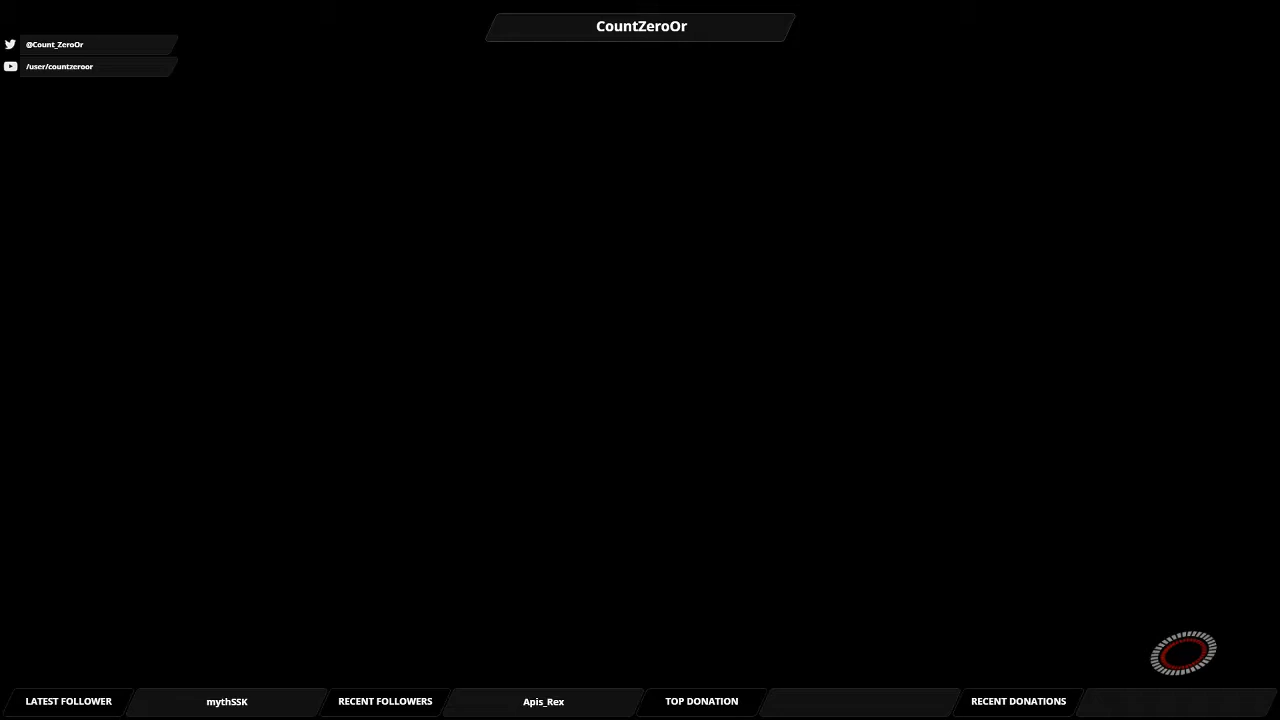 CountZeroOr
@Count_ZeroOr
/user/countzeroor
LATEST FOLLOWER mythSSK RECENT FOLLOWERS Apis_Rex TOP DONATION RECENT DONATIONS